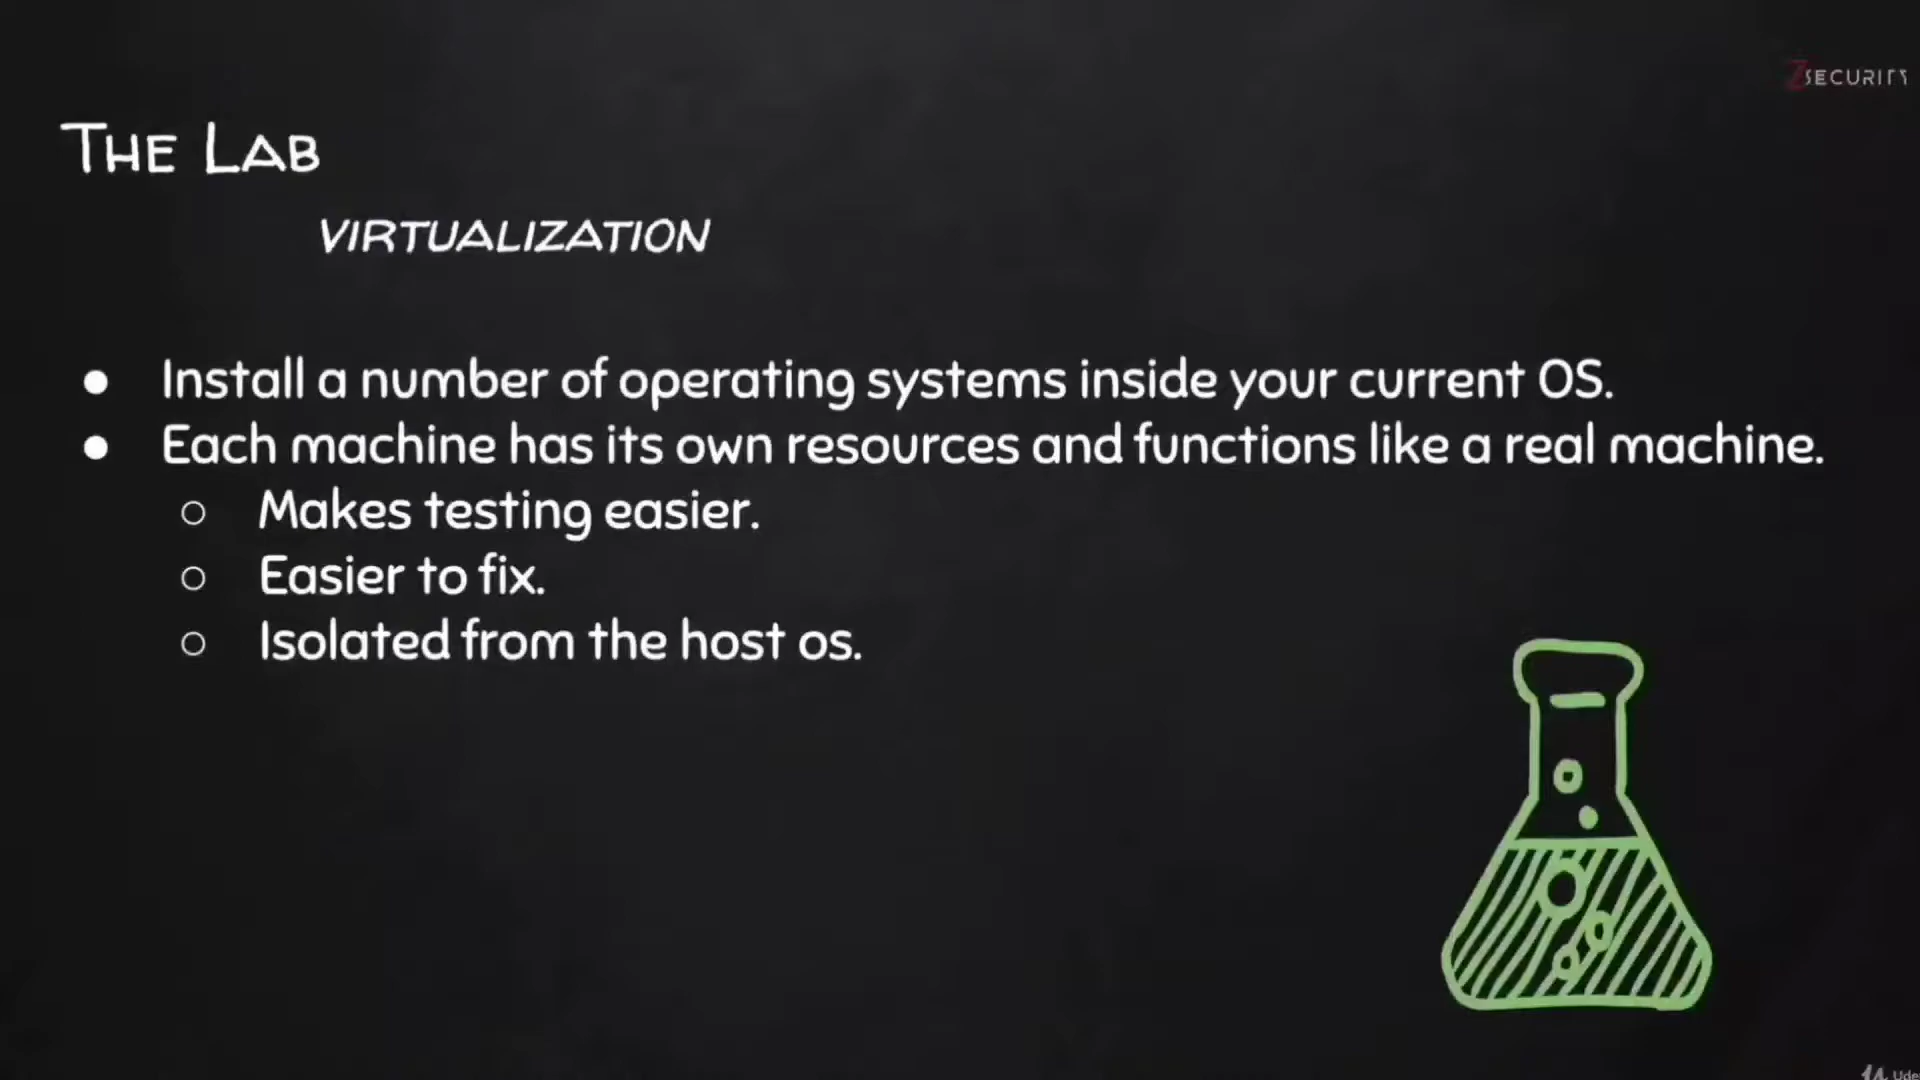 ZSECURITY
THE LAB
VIRTUALIZATION
● Install a number of operating systems inside your current OS.
● Each machine has its own resources and functions like a real machine.
○ Makes testing easier.
○ Easier to fix.
○ Isolated from the host os.